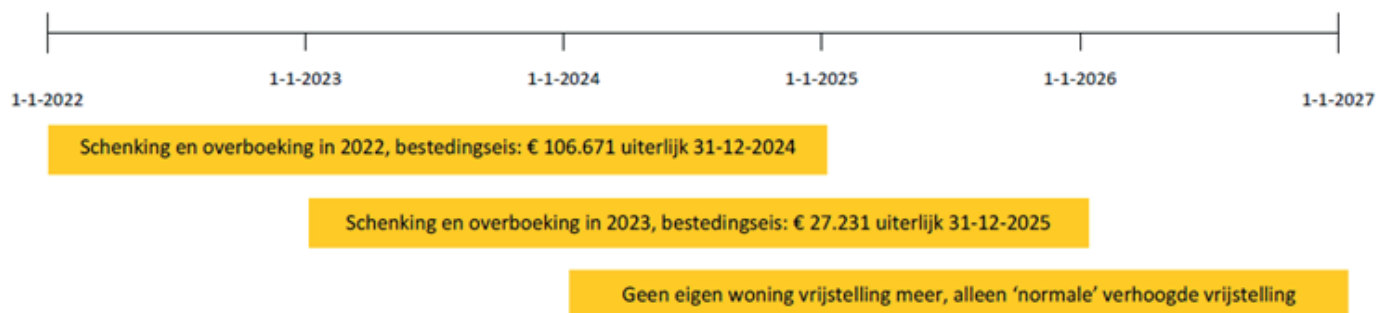 1-1-2023
1-1-2024
1-1-2025
1-1-2026
1-1-2022
1-1-2027
Schenking en overboeking in 2022, bestedingseis: € 106.671 uiterlijk 31-12-2024
Schenking en overboeking in 2023, bestedingseis: € 27.231 uiterlijk 31-12-2025
Geen eigen woning vrijstelling meer, alleen ‘normale’ verhoogde vrijstelling